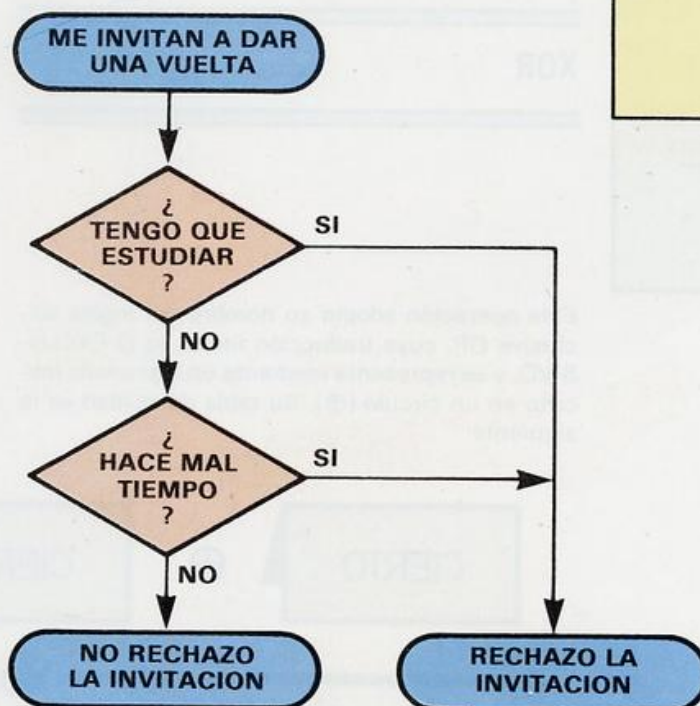 ME INVITAN A DAR
UNA VUELTA
¿
TENGO QUE
ESTUDIAR
?
SI
NO
¿
HACE MAL
TIEMPO
?
SI
NO
NO RECHAZO
LA INVITACION
RECHAZO LA
INVITACION
XOR
CIERTO